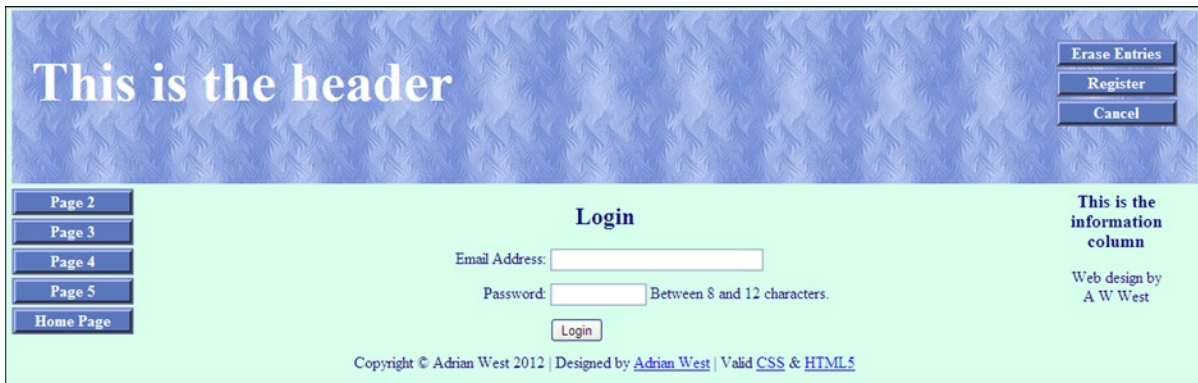 This is the header
Erase Entries
Register
Cancel
Page 2
Page 3
Page 4
Page 5
Home Page
Login
Email Address:
Password:
Between 8 and 12 characters.
Login
This is the
information
column
Web design by
A W West
Copyright © Adrian West 2012 | Designed by Adrian West | Valid CSS & HTML5